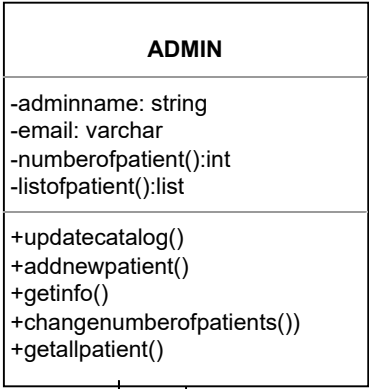 ADMIN
-adminname: string
-email: varchar
-numberofpatient():int
-listofpatient():list
+updatecatalog()
+addnewpatient()
+getinfo()
+changenumberofpatients())
+getallpatient()